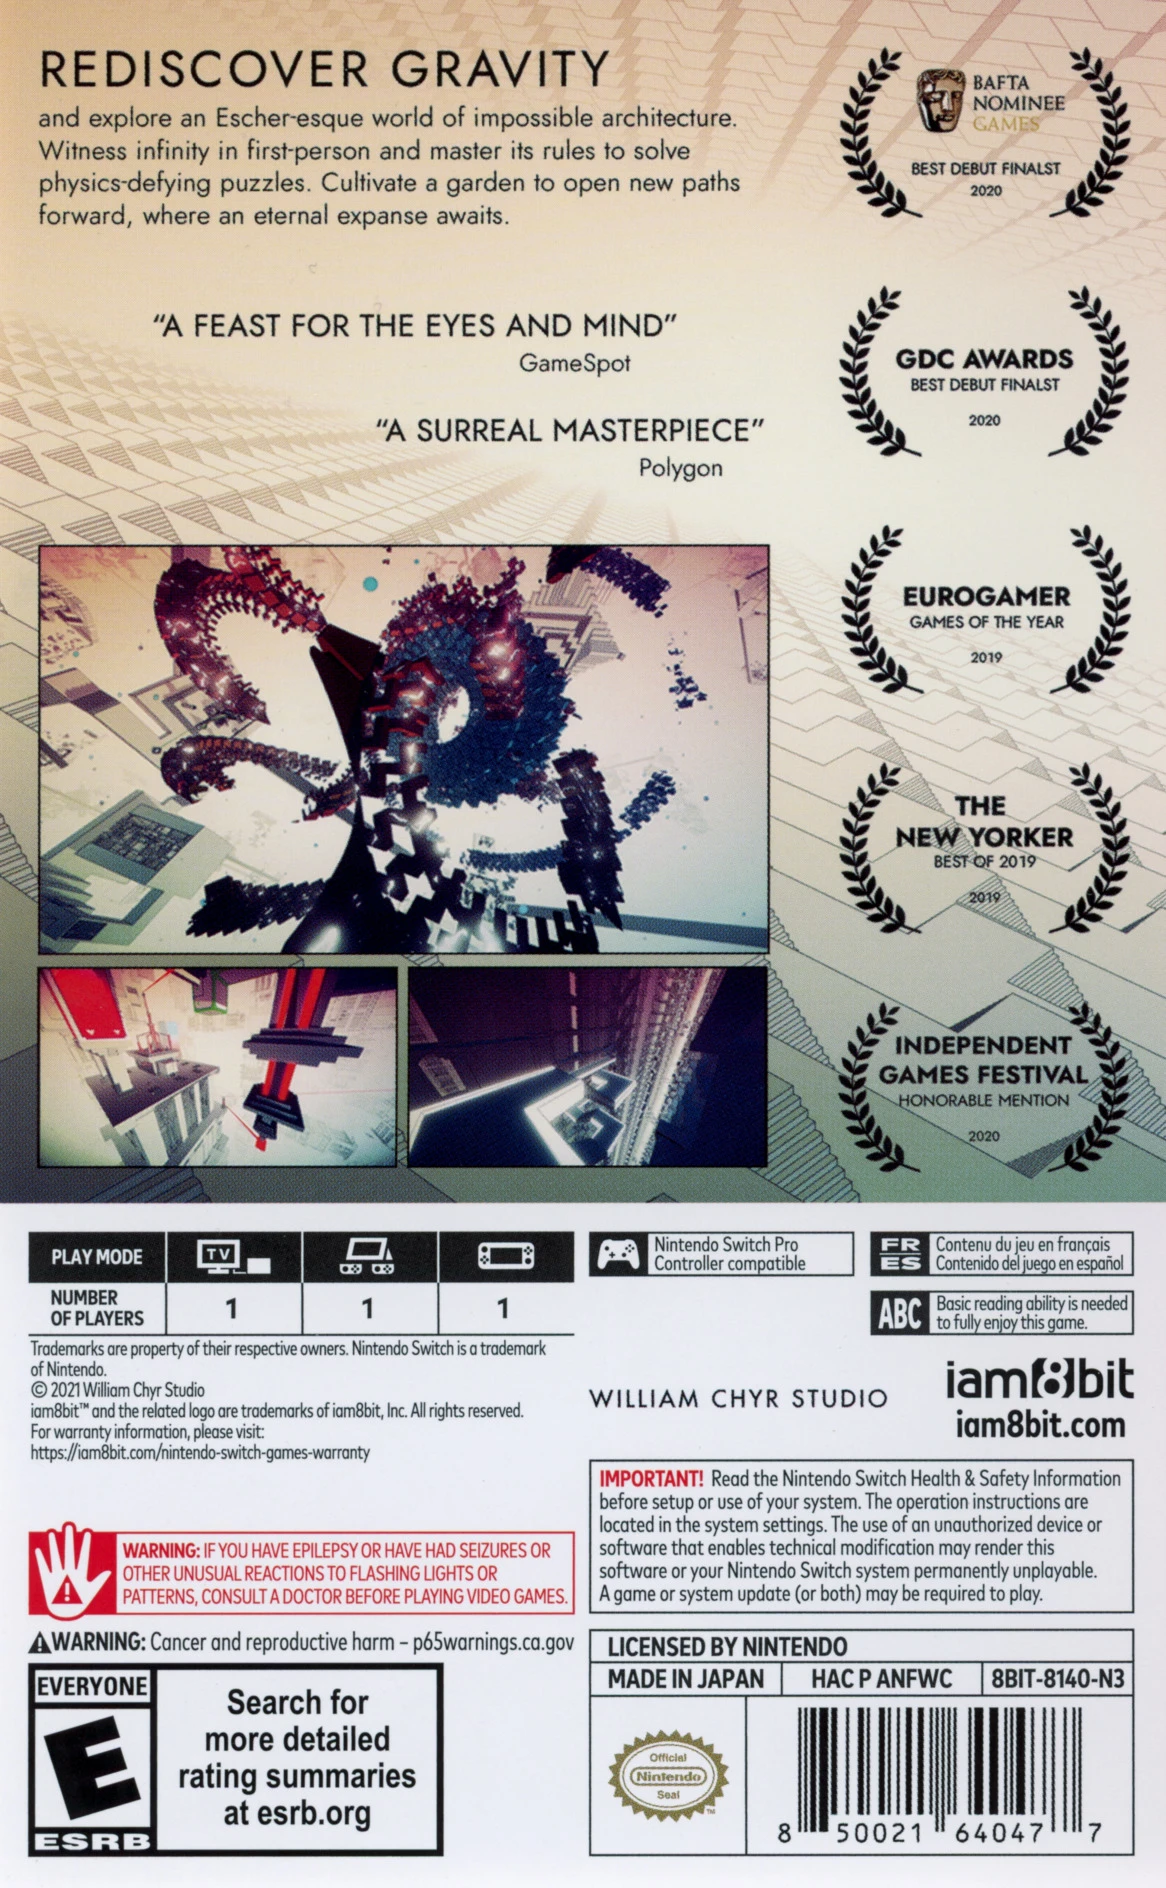 REDISCOVER GRAVITY
and explore an Escher-esque world of impossible architecture.
Witness infinity in first-person and master its rules to solve
physics-defying puzzles. Cultivate a garden to open new paths
forward, where an eternal expanse awaits.
“A FEAST FOR THE EYES AND MIND”
GameSpot
“A SURREAL MASTERPIECE”
Polygon
BAFTA
NOMINEE
GAMES
BEST DEBUT FINALIST
2020
GDC AWARDS
BEST DEBUT FINALIST
2020
EUROGAMER
GAMES OF THE YEAR
2019
THE
NEW YORKER
BEST OF 2019
2019
INDEPENDENT
GAMES FESTIVAL
HONORABLE MENTION
2020
PLAY MODE
TV
NUMBER
OF PLAYERS
1
1
1
Nintendo Switch Pro
Controller compatible
FR
ES
Contenu du jeu en français
Contenido del juego en español
ABC
Basic reading ability is needed
to fully enjoy this game.
Trademarks are property of their respective owners. Nintendo Switch is a trademark
of Nintendo.
© 2021 William Chyr Studio
iam8bit™ and the related logo are trademarks of iam8bit, Inc. All rights reserved.
For warranty information, please visit:
https://iam8bit.com/nintendo-switch-games-warranty
WILLIAM CHYR STUDIO
iam8bit
iam8bit.com
IMPORTANT! Read the Nintendo Switch Health & Safety Information
before setup or use of your system. The operation instructions are
located in the system settings. The use of an unauthorized device or
software that enables technical modification may render this
software or your Nintendo Switch system permanently unplayable.
A game or system update (or both) may be required to play.
WARNING: IF YOU HAVE EPILEPSY OR HAVE HAD SEIZURES OR
OTHER UNUSUAL REACTIONS TO FLASHING LIGHTS OR
PATTERNS, CONSULT A DOCTOR BEFORE PLAYING VIDEO GAMES.
WARNING: Cancer and reproductive harm – p65warnings.ca.gov
EVERYONE
E
ESRB
Search for
more detailed
rating summaries
at esrb.org
LICENSED BY NINTENDO
MADE IN JAPAN
HAC P ANFWC
8BIT-8140-N3
Official
Nintendo
Seal
TM
8 50021 64047 7